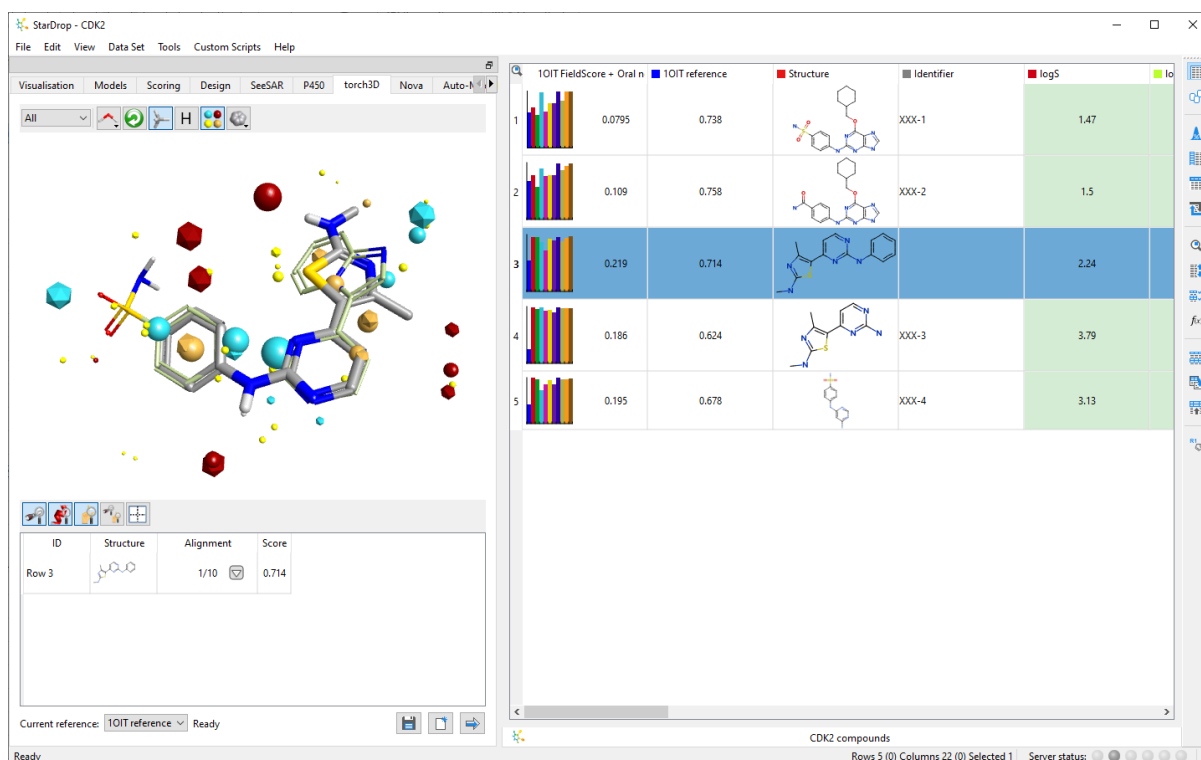 StarDrop - CDK2
File Edit View Data Set Tools Custom Scripts Help
Visualisation Models Scoring Design SeeSAR P450 torch3D Nova
All
H
ID Structure Alignment Score
Row 3 1/10 0.714
Current reference: 1OIT reference Ready
1OIT FieldScore + Oral n 1OIT reference Structure Identifier logS lo
1 0.0795 0.738 XXX-1 1.47
2 0.109 0.758 XXX-2 1.5
3 0.219 0.714 2.24
4 0.186 0.624 XXX-3 3.79
5 0.195 0.678 XXX-4 3.13
CDK2 compounds
Ready Rows 5 (0) Columns 22 (0) Selected 1 Server status: